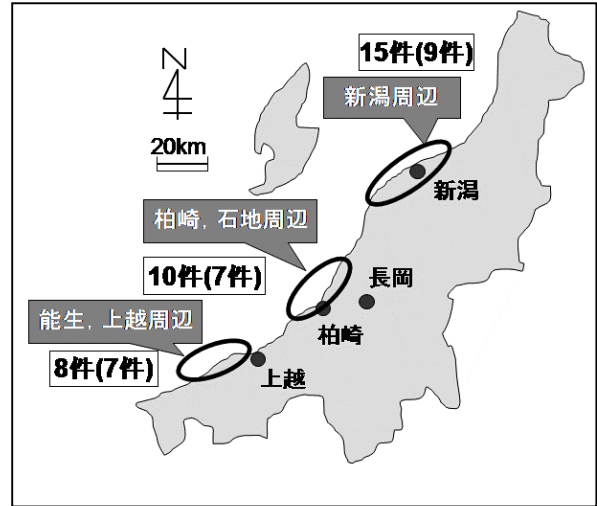 15件(9件)
新潟周辺
N
20km
新潟
柏崎, 石地周辺
10件(7件)
長岡
柏崎
能生, 上越周辺
8件(7件)
上越